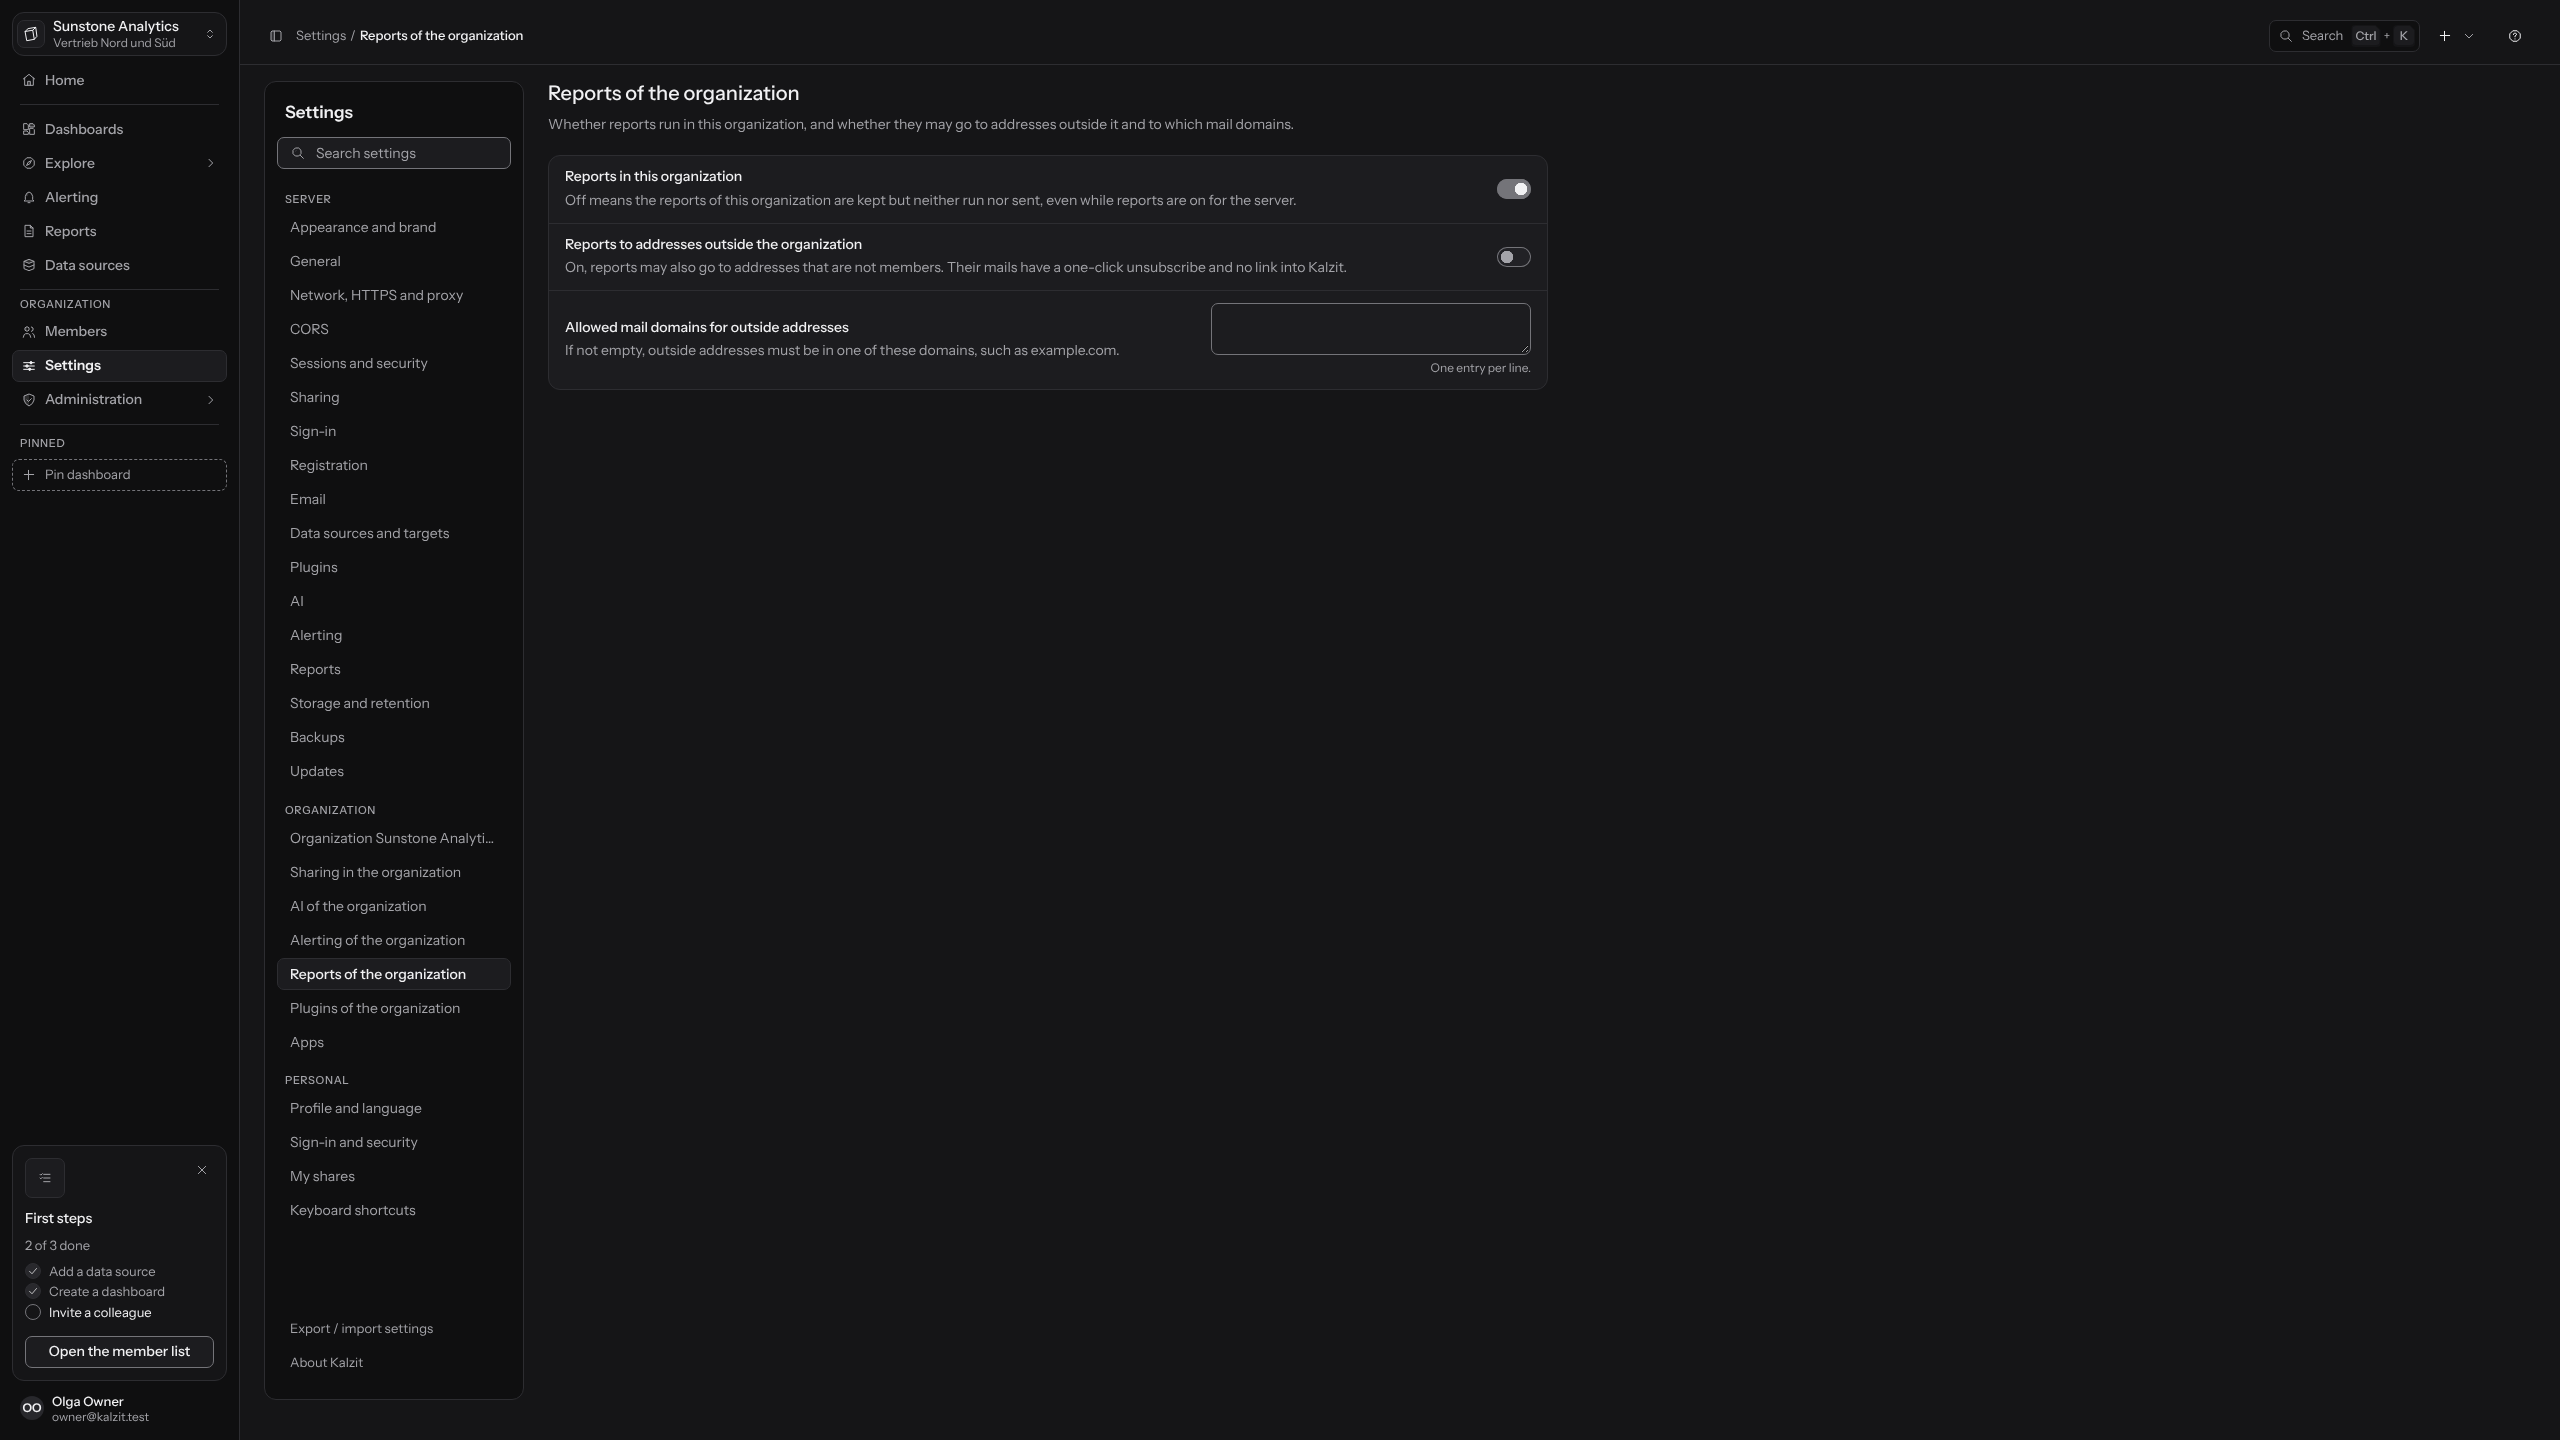 Sunstone Analytics
Vertrieb Nord und Süd
Home
Dashboards
Explore
Alerting
Reports
Data sources
ORGANIZATION
Members
Settings
Administration
PINNED
Pin dashboard
First steps
2 of 3 done
Add a data source
Create a dashboard
Invite a colleague
Open the member list
OO
Olga Owner
owner@kalzit.test
Settings / Reports of the organization
Search Ctrl + K
Settings
Search settings
SERVER
Appearance and brand
General
Network, HTTPS and proxy
CORS
Sessions and security
Sharing
Sign-in
Registration
Email
Data sources and targets
Plugins
AI
Alerting
Reports
Storage and retention
Backups
Updates
ORGANIZATION
Organization Sunstone Analyti...
Sharing in the organization
AI of the organization
Alerting of the organization
Reports of the organization
Plugins of the organization
Apps
PERSONAL
Profile and language
Sign-in and security
My shares
Keyboard shortcuts
Export / import settings
About Kalzit
Reports of the organization
Whether reports run in this organization, and whether they may go to addresses outside it and to which mail domains.
Reports in this organization
Off means the reports of this organization are kept but neither run nor sent, even while reports are on for the server.
Reports to addresses outside the organization
On, reports may also go to addresses that are not members. Their mails have a one-click unsubscribe and no link into Kalzit.
Allowed mail domains for outside addresses
If not empty, outside addresses must be in one of these domains, such as example.com.
One entry per line.